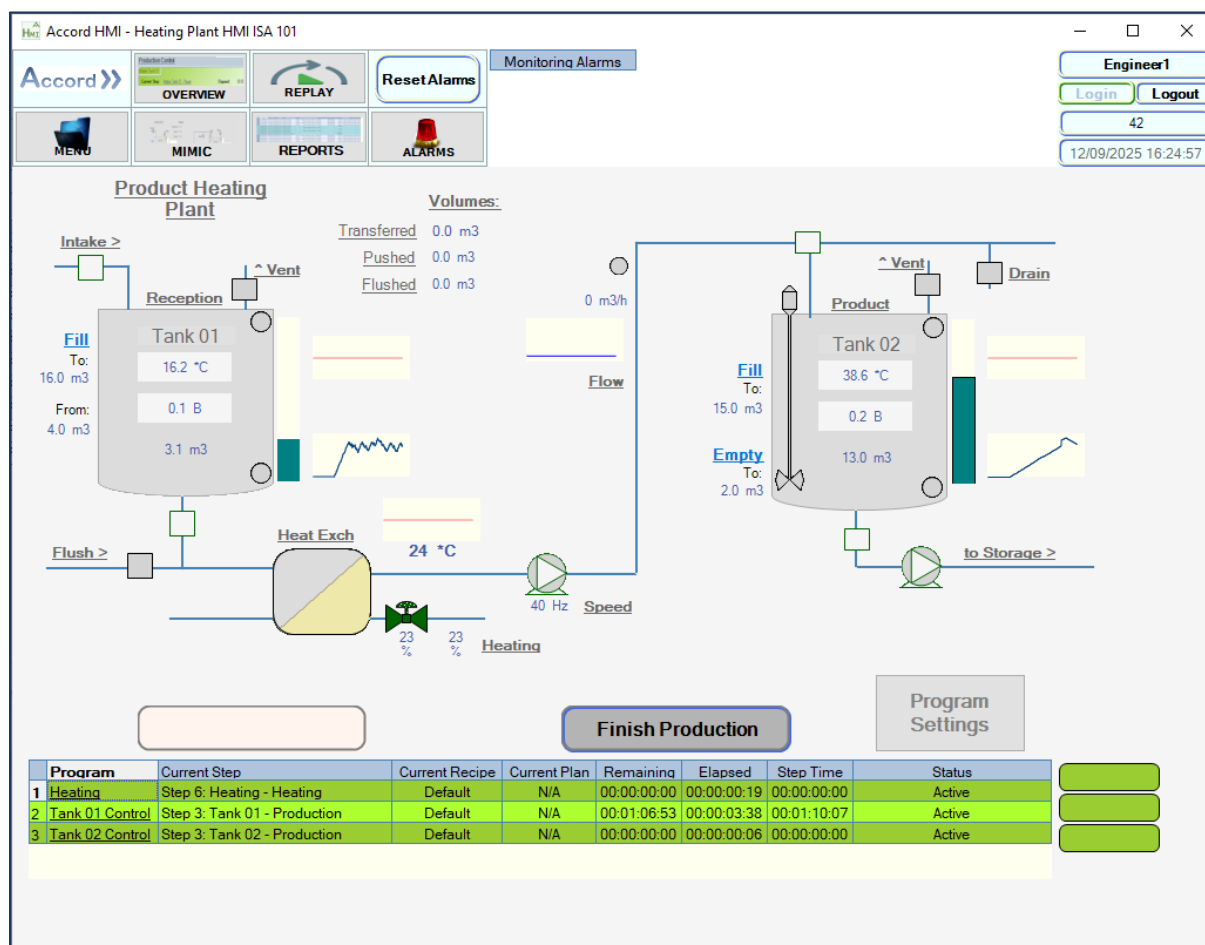 Accord HMI - Heating Plant HMI ISA 101
Accord
OVERVIEW
REPLAY
Reset Alarms
Monitoring Alarms
Engineer1
Login
Logout
MENU
MIMIC
REPORTS
ALARMS
42
12/09/2025 16:24:57
Product Heating
Plant
Volumes:
Transferred 0.0 m3
Pushed 0.0 m3
Flushed 0.0 m3
Intake >
^ Vent
Reception
Tank 01
16.2 *C
0.1 B
3.1 m3
Fill
To:
16.0 m3
From:
4.0 m3
0 m3/h
Flow
^ Vent
Drain
Product
Tank 02
38.6 *C
0.2 B
13.0 m3
Fill
To:
15.0 m3
Empty
To:
2.0 m3
Flush >
Heat Exch
24 *C
40 Hz Speed
23 %
23 %
Heating
to Storage >
Finish Production
Program
Settings
Program Current Step Current Recipe Current Plan Remaining Elapsed Step Time Status
1 Heating Step 6: Heating - Heating Default N/A 00:00:00:00 00:00:00:19 00:00:00:00 Active
2 Tank 01 Control Step 3: Tank 01 - Production Default N/A 00:01:06:53 00:00:03:38 00:01:10:07 Active
3 Tank 02 Control Step 3: Tank 02 - Production Default N/A 00:00:00:00 00:00:00:06 00:00:00:00 Active